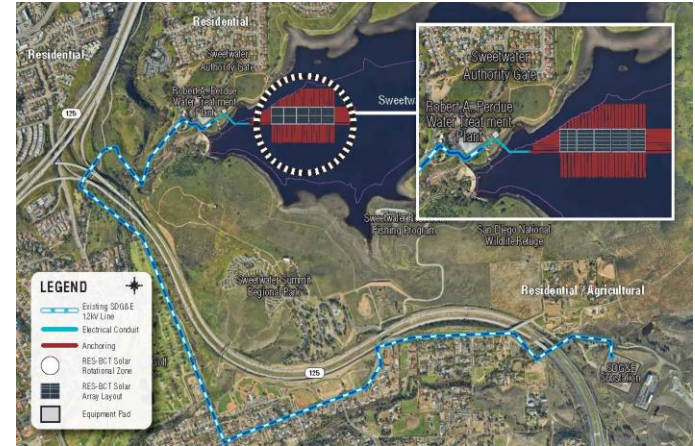 Residential
Residential
Sweetwater
Authority Gate
Robert A. Perdue
Water Treatment
Plant
125
Sweetwater
Authority Gate
Robert A. Perdue
Water Treatment
Plant
Fishing Program
San Diego National
Wildlife Refuge
Sweetwater Summit
Regional Park
Residential / Agricultural
125
SDG&E
Substation
LEGEND
Existing SDG&E
12kV Line
Electrical Conduit
Anchoring
RES-BCT Solar
Rotational Zone
RES-BCT Solar
Array Layout
Equipment Pad